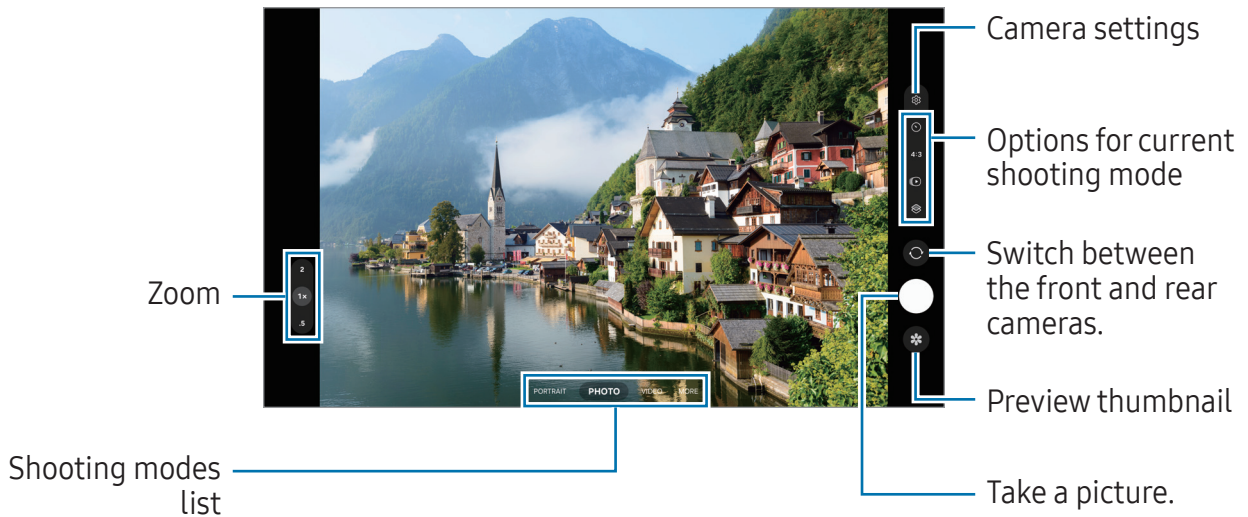 Camera settings
Options for current
shooting mode
4:3
Switch between
the front and rear
cameras.
Zoom
2
1×
.5
PORTRAIT PHOTO VIDEO MORE
Preview thumbnail
Shooting modes
list
Take a picture.